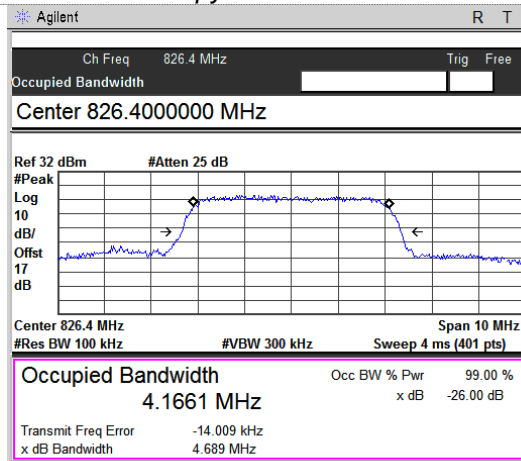 Agilent R T
Ch Freq 826.4 MHz Trig Free
Occupied Bandwidth
Center 826.4000000 MHz
Ref 32 dBm #Atten 25 dB
#Peak
Log
10
dB/
Offst
17
dB
Center 826.4 MHz Span 10 MHz
#Res BW 100 kHz #VBW 300 kHz Sweep 4 ms (401 pts)
Occupied Bandwidth Occ BW % Pwr 99.00 %
4.1661 MHz x dB -26.00 dB
Transmit Freq Error -14.009 kHz
x dB Bandwidth 4.689 MHz